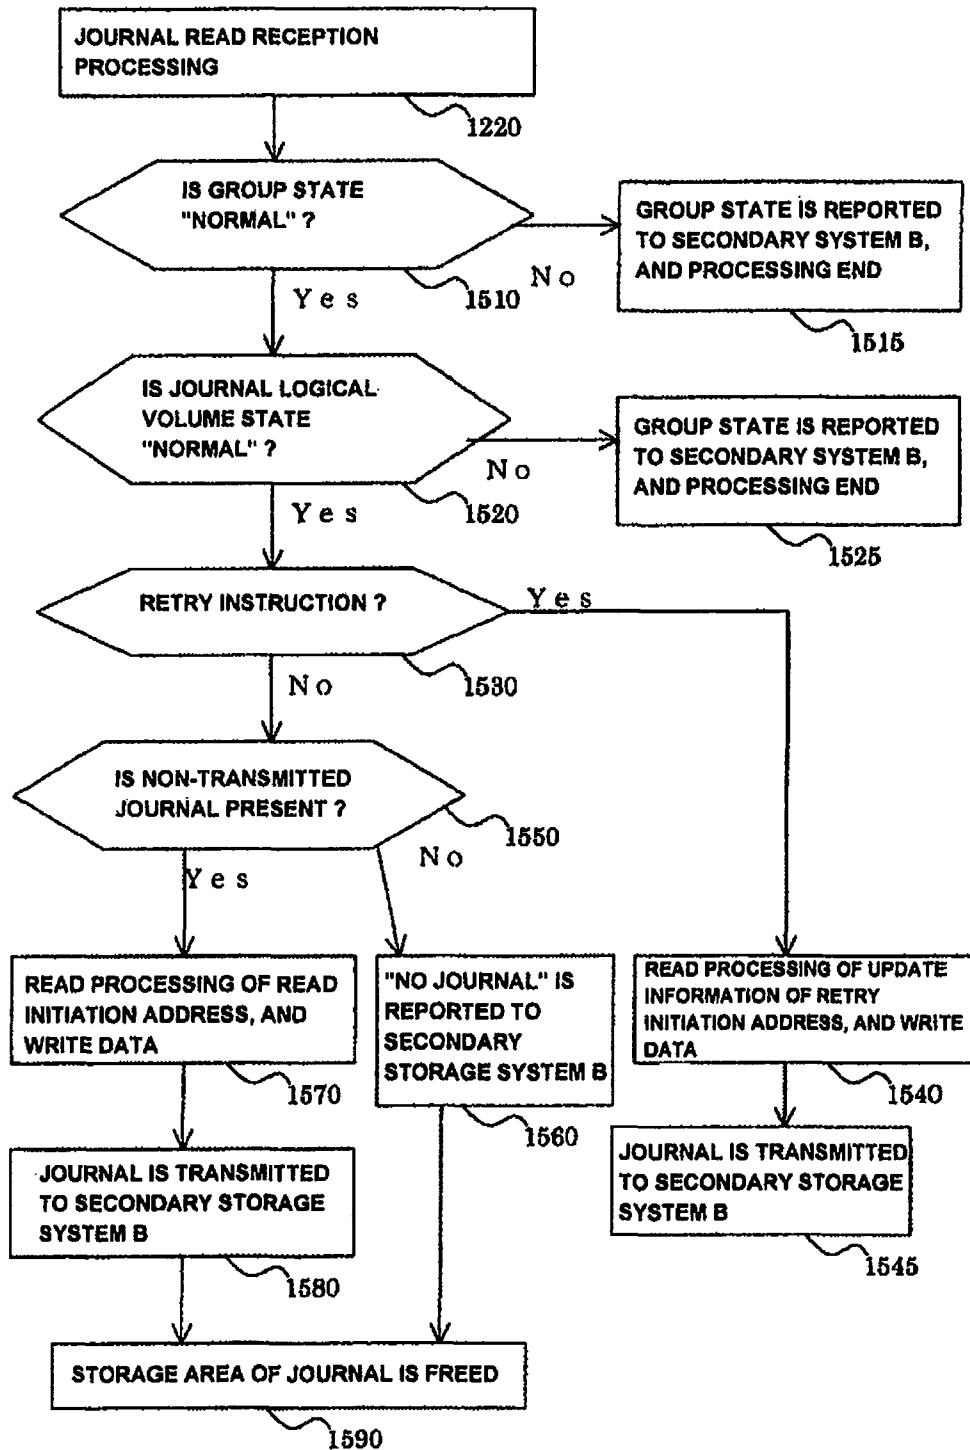 JOURNAL READ RECEPTION
PROCESSING
1220
IS GROUP STATE
"NORMAL" ?
1510
No
Yes
GROUP STATE IS REPORTED
TO SECONDARY SYSTEM B,
AND PROCESSING END
1515
IS JOURNAL LOGICAL
VOLUME STATE
"NORMAL" ?
1520
No
Yes
GROUP STATE IS REPORTED
TO SECONDARY SYSTEM B,
AND PROCESSING END
1525
RETRY INSTRUCTION ?
Yes
1530
No
IS NON-TRANSMITTED
JOURNAL PRESENT ?
1550
No
Yes
READ PROCESSING OF READ
INITIATION ADDRESS, AND
WRITE DATA
1570
"NO JOURNAL" IS
REPORTED TO
SECONDARY
STORAGE SYSTEM B
1560
READ PROCESSING OF UPDATE
INFORMATION OF RETRY
INITIATION ADDRESS, AND WRITE
DATA
1540
JOURNAL IS TRANSMITTED
TO SECONDARY STORAGE
SYSTEM B
1580
JOURNAL IS TRANSMITTED
TO SECONDARY STORAGE
SYSTEM B
1545
STORAGE AREA OF JOURNAL IS FREED
1590